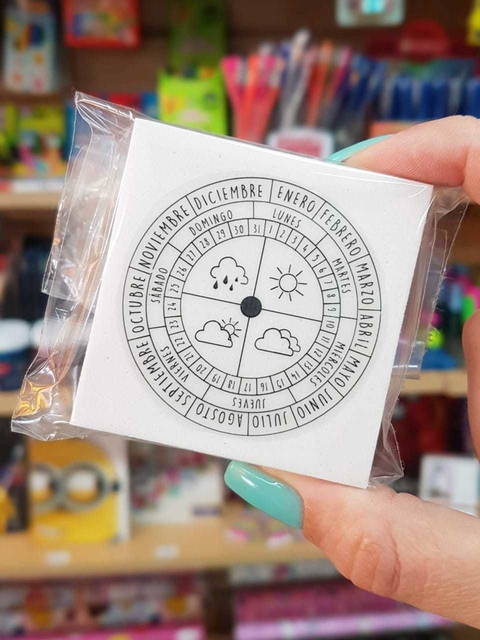 ENERO
FEBRERO
MARZO
ABRIL
MAYO
JUNIO
JULIO
AGOSTO
SEPTIEMBRE
OCTUBRE
NOVIEMBRE
DICIEMBRE
LUNES
MARTES
MIERCOLES
JUEVES
VIERNES
SÁBADO
DOMINGO
1 2 3 4 5 6 7 8 9 10 11 12 13 14 15 16 17 18 19 20 21 22 23 24 25 26 27 28 29 30 31